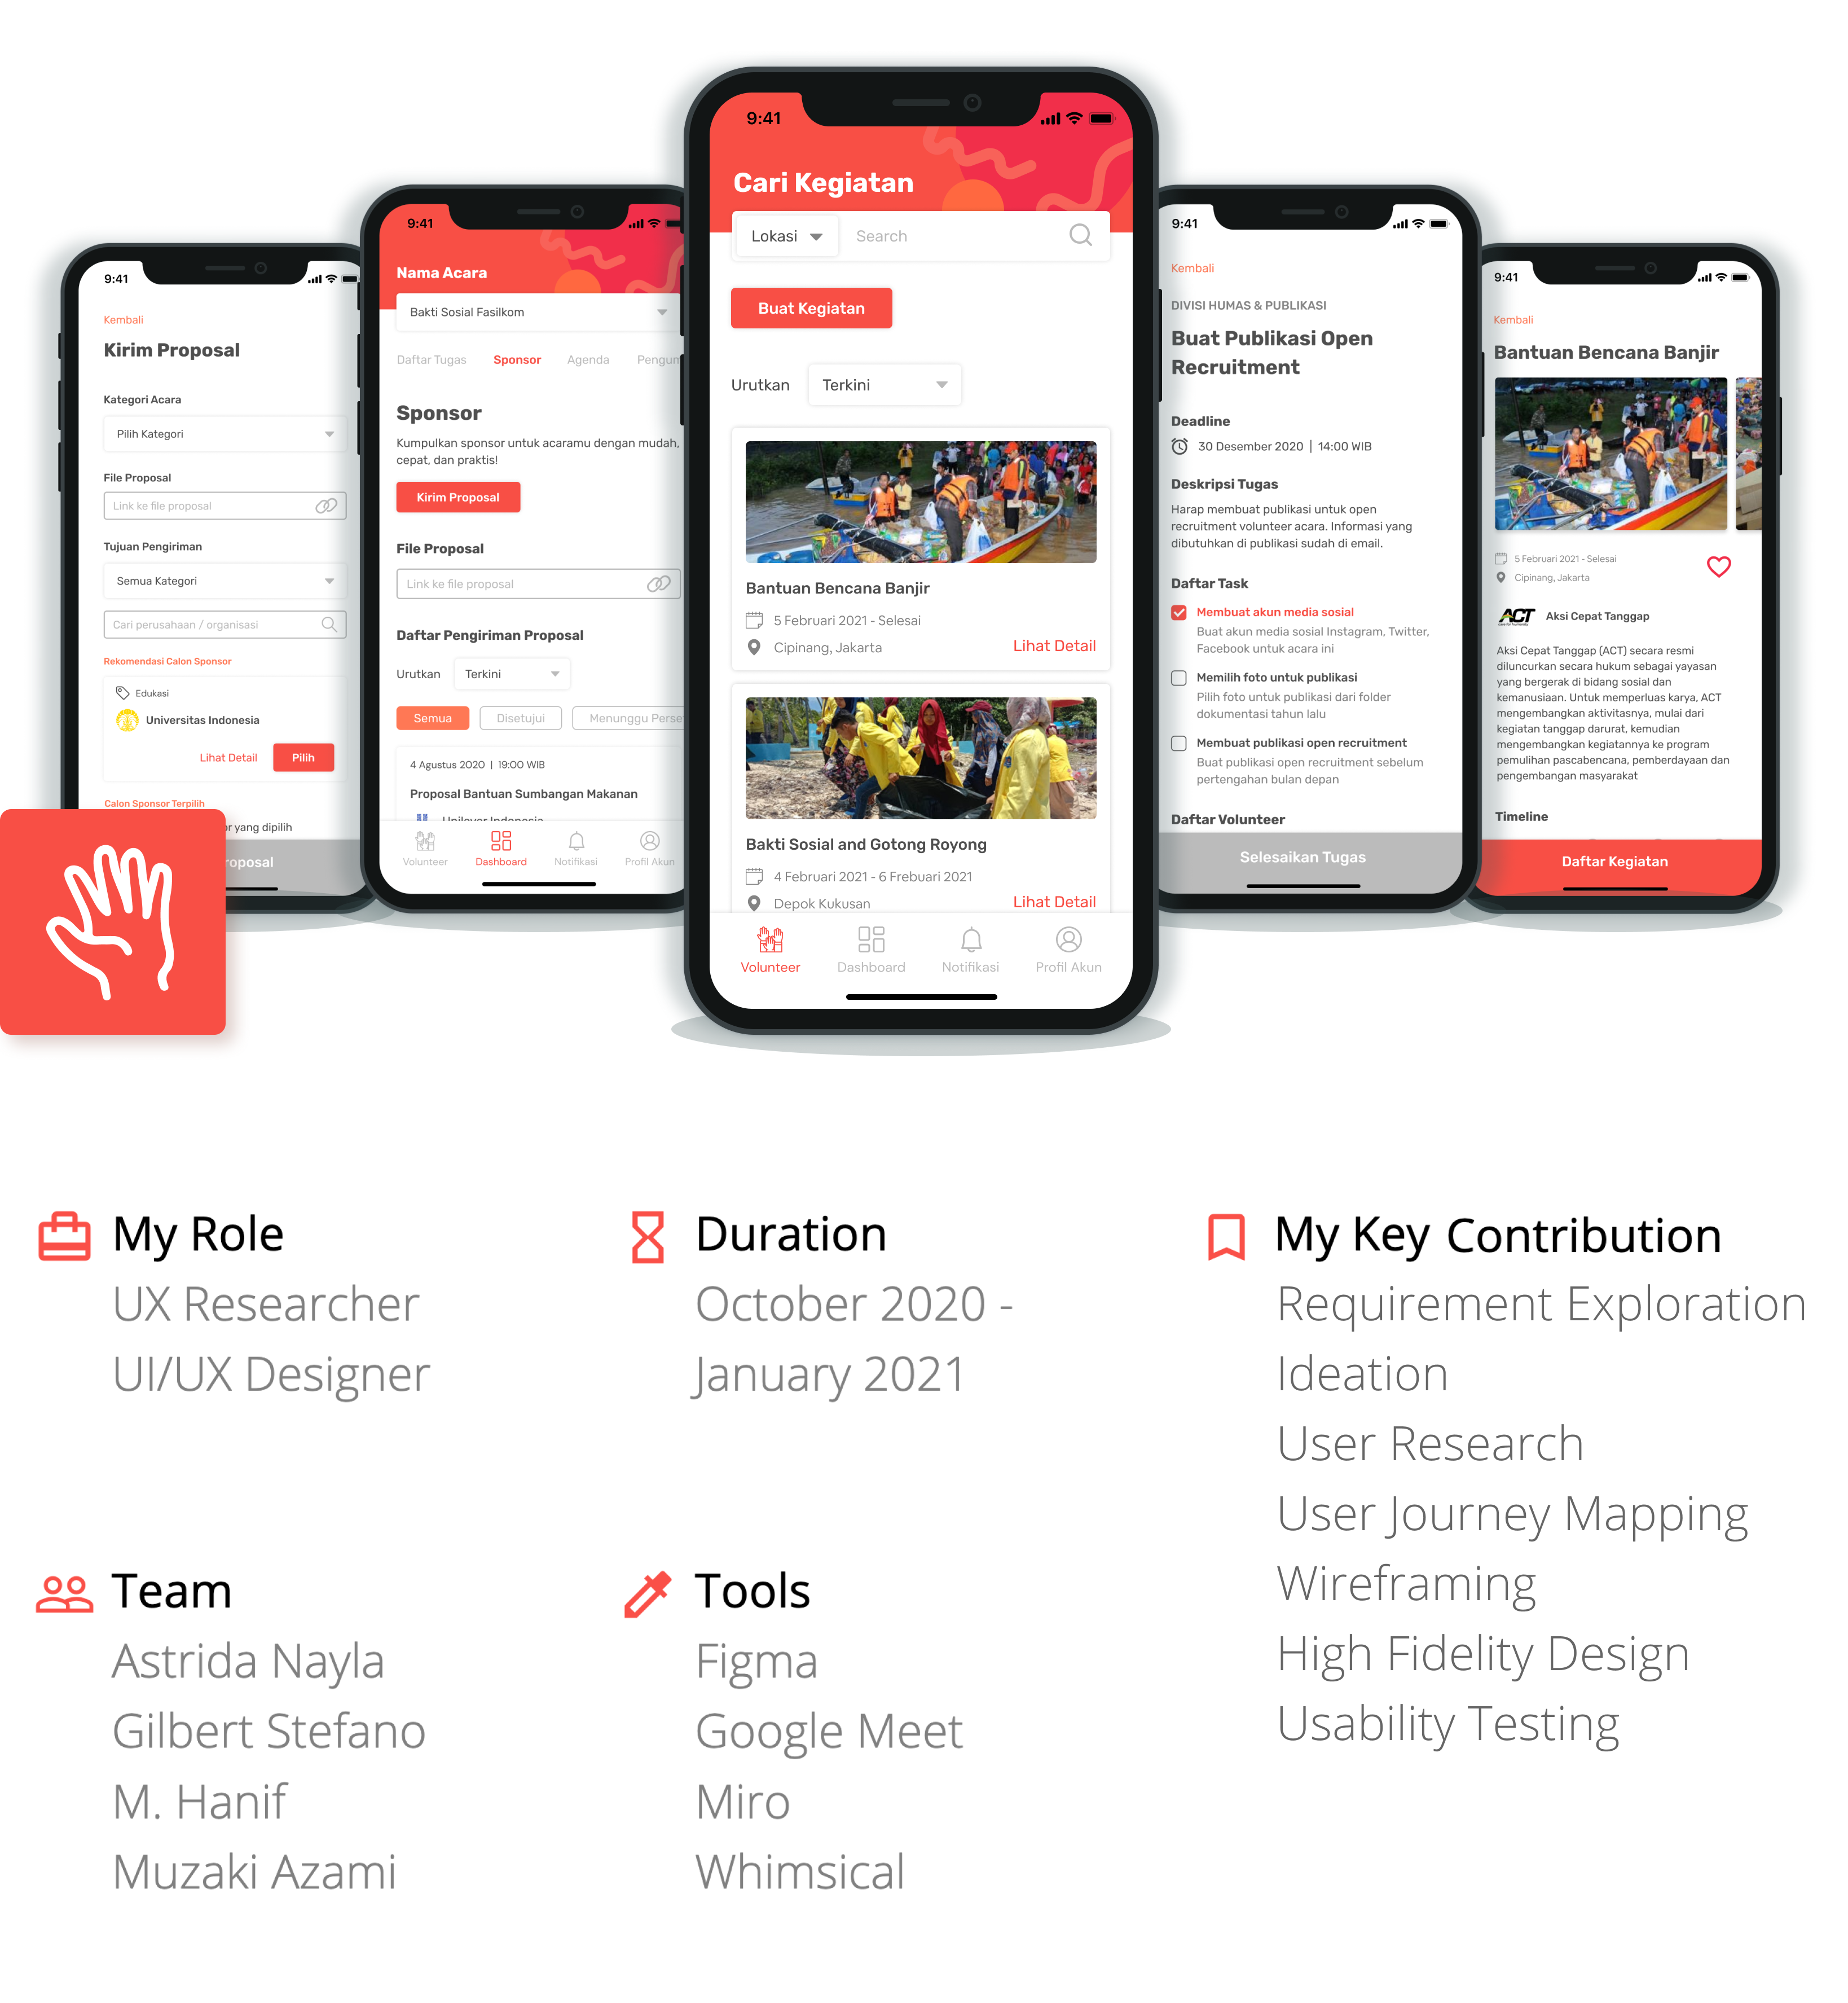 9:41
Kembali
Kirim Proposal
Kategori Acara
Pilih Kategori
File Proposal
Link ke file proposal
Tujuan Pengiriman
Semua Kategori
Cari perusahaan / organisasi
Rekomendasi Calon Sponsor
Edukasi
Universitas Indonesia
Lihat Detail
Pilih
Calon Sponsor Terpilih
yang dipilih
9:41
Nama Acara
Bakti Sosial Fasilkom
Daftar Tugas Sponsor Agenda
Sponsor
Kumpulkan sponsor untuk acaramu dengan mudah,
cepat, dan praktis!
Kirim Proposal
File Proposal
Link ke file proposal
Daftar Pengiriman Proposal
Urutkan Terkini
Semua Disetujui Menunggu
4 Agustus 2020 | 19:00 WIB
Proposal Bantuan Sumbangan Makanan
Unilever Indonesia
Volunteer Dashboard Notifikasi Profil Akun
9:41
Cari Kegiatan
Lokasi Search
Buat Kegiatan
Urutkan Terkini
Bantuan Bencana Banjir
5 Februari 2021 - Selesai
Cipinang, Jakarta
Lihat Detail
Bakti Sosial and Gotong Royong
4 Februari 2021 - 6 Frebuari 2021
Depok Kukusan
Lihat Detail
Volunteer Dashboard Notifikasi Profil Akun
9:41
Kembali
DIVISI HUMAS & PUBLIKASI
Buat Publikasi Open
Recruitment
Deadline
30 Desember 2020 | 14:00 WIB
Deskripsi Tugas
Harap membuat publikasi untuk open
recruitment volunteer acara. Informasi yang
dibutuhkan di publikasi sudah di email.
Daftar Task
Membuat akun media sosial
Buat akun media sosial Instagram, Twitter,
Facebook untuk acara ini
Memilih foto untuk publikasi
Pilih foto untuk publikasi dari folder
dokumentasi tahun lalu
Membuat publikasi open recruitment
Buat publikasi open recruitment sebelum
pertengahan bulan depan
Daftar Volunteer
Selesaikan Tugas
9:41
Kembali
Bantuan Bencana Banjir
5 Februari 2021 - Selesai
Cipinang, Jakarta
ACT Aksi Cepat Tanggap
Aksi Cepat Tanggap (ACT) secara resmi
diluncurkan secara hukum sebagai yayasan
yang bergerak di bidang sosial dan
kemanusiaan. Untuk memperluas karya, ACT
mengembangkan aktivitasnya, mulai dari
kegiatan tanggap darurat, kemudian
mengembangkan kegiatannya ke program
pemulihan pascabencana, pemberdayaan dan
pengembangan masyarakat
Timeline
Daftar Kegiatan
My Role
UX Researcher
UI/UX Designer
Duration
October 2020 -
January 2021
My Key Contribution
Requirement Exploration
Ideation
User Research
User Journey Mapping
Wireframing
High Fidelity Design
Usability Testing
Team
Astrida Nayla
Gilbert Stefano
M. Hanif
Muzaki Azami
Tools
Figma
Google Meet
Miro
Whimsical